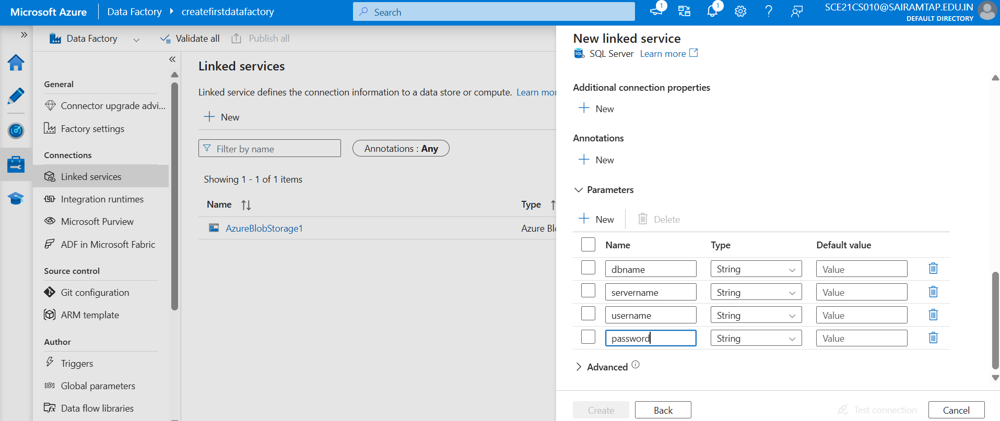 Microsoft Azure
Data Factory
createfirstdatafactory
Search
1
1
SCE21CS010@SAIRAMTAP.EDU.IN
DEFAULT DIRECTORY
Data Factory
Validate all
Publish all
General
Connector upgrade advi...
Factory settings
Connections
Linked services
Integration runtimes
Microsoft Purview
ADF in Microsoft Fabric
Source control
Git configuration
ARM template
Author
Triggers
Global parameters
Data flow libraries
Linked services
Linked service defines the connection information to a data store or compute. Learn mor
New
Filter by name
Annotations : Any
Showing 1 - 1 of 1 items
Name Type
AzureBlobStorage1 Azure Blo
New linked service
SQL
SQL Server Learn more
Additional connection properties
New
Annotations
New
Parameters
New Delete
Name Type Default value
dbname String Value
servername String Value
username String Value
password String Value
Advanced
Create Back Test connection Cancel